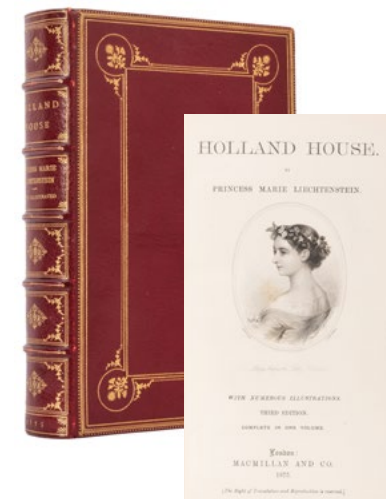 HOLLAND
HOUSE
PRINCESS MARIE
LIECHTENSTEIN
ILLUSTRATED
HOLLAND HOUSE.
BY
PRINCESS MARIE LIECHTENSTEIN.
WITH NUMEROUS ILLUSTRATIONS.
THIRD EDITION.
COMPLETE IN ONE VOLUME.
London:
MACMILLAN AND CO.
1875.
[The Right of Translation and Reproduction is reserved.]